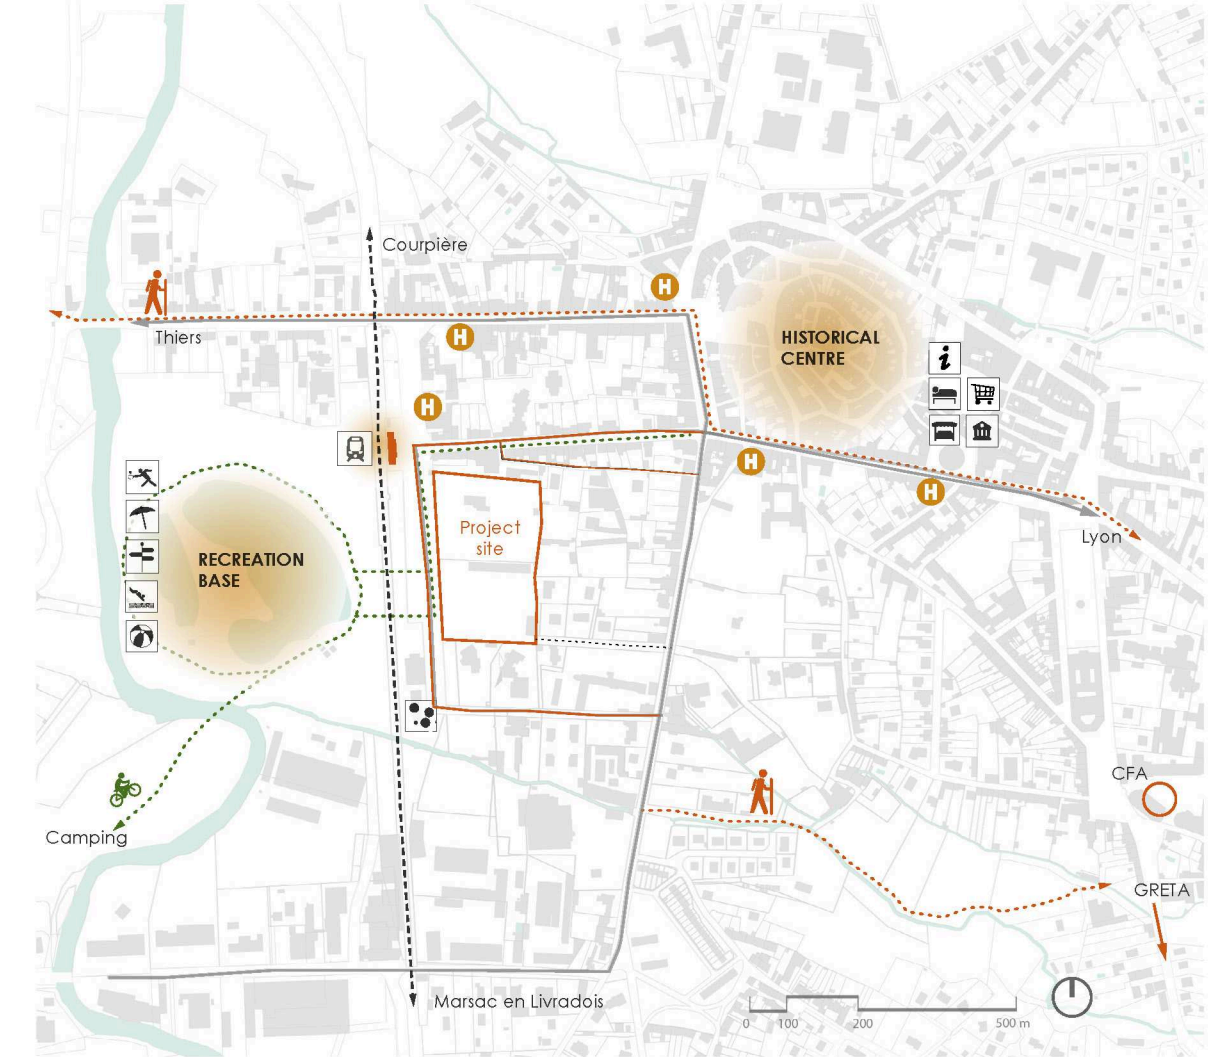 Courpière
H
Thiers
H
HISTORICAL
CENTRE
i
H
H
H
Project
site
Lyon
RECREATION
BASE
CFA
Camping
GRETA
Marsac en Livradois
0 100 200 500 m